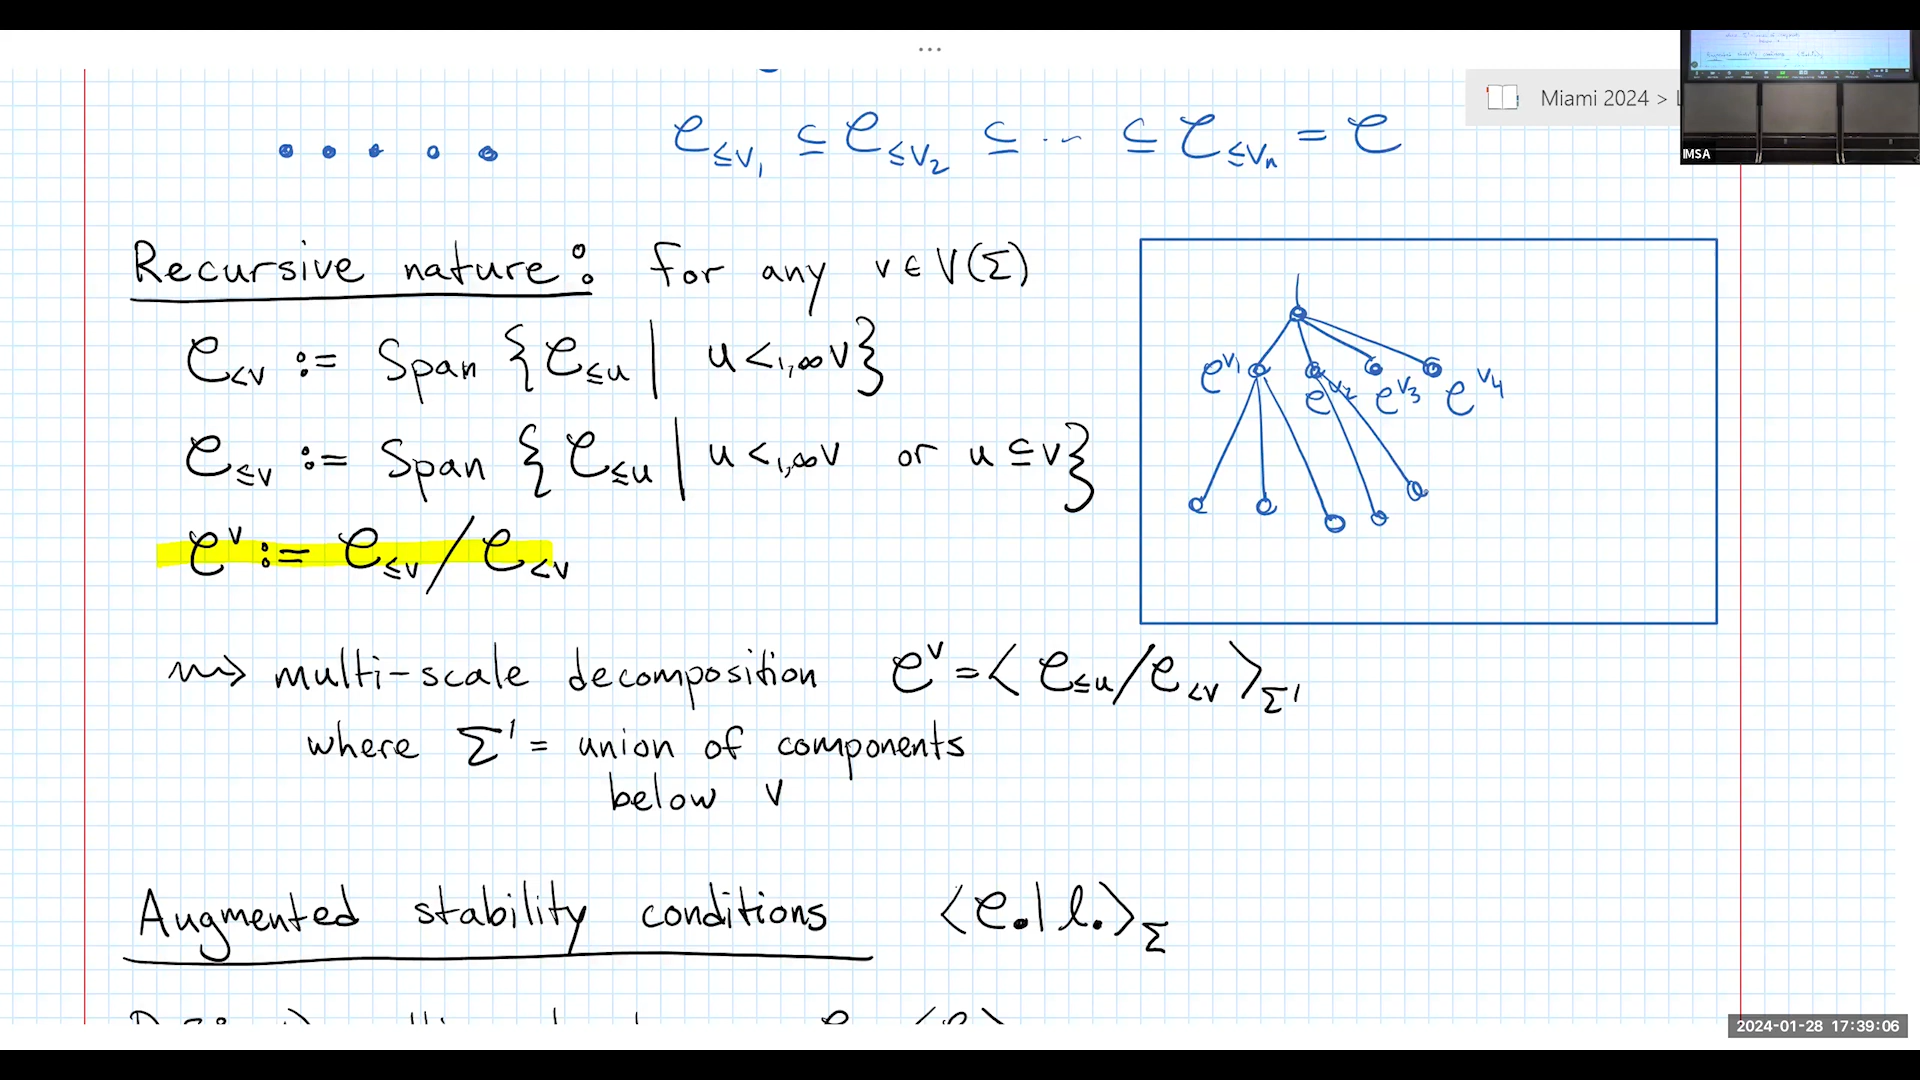 Miami 2024 > L
IMSA
𝒞≤v₁ ⊆ 𝒞≤v₂ ⊆ ··· ⊆ 𝒞≤vₙ = 𝒞
Recursive nature: for any v ∈ V(Σ)
𝒞<v := Span {𝒞≤u | u <₁,∞ v}
𝒞≤v := Span {𝒞≤u | u <₁,∞ v or u ⊆ v}
𝒞ᵛ := 𝒞≤v / 𝒞<v
𝒞ᵛ¹ 𝒞ᵛ² 𝒞ᵛ³ 𝒞ᵛ⁴
⇝ multi-scale decomposition 𝒞ᵛ = ⟨ 𝒞≤u / 𝒞<v ⟩Σ'
where Σ' = union of components
below v
Augmented stability conditions ⟨𝒞• | ℓ•⟩Σ
2024-01-28 17:39:06